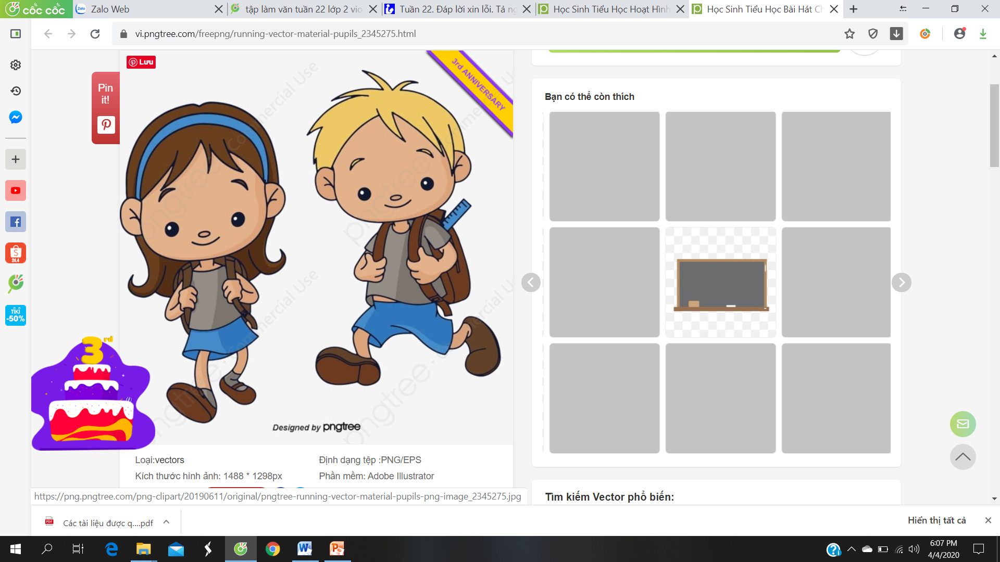 cốc cốc
Zalo Web
tập làm văn tuần 22 lớp 2 vio
Tuần 22. Đáp lời xin lỗi. Tả ng
Học Sinh Tiểu Học Hoạt Hình
Học Sinh Tiểu Học Bài Hát Ch
vi.pngtree.com/freepng/running-vector-material-pupils_2345275.html
Lưu
Pin
it!
3rd ANNIVERSARY
Bạn có thể còn thích
24.4
TIKI
-50%
3rd
Designed by pngtree
Loại:vectors
Định dạng tệp :PNG/EPS
Kích thước hình ảnh: 1488 * 1298px
Phần mềm: Adobe Illustrator
https://png.pngtree.com/png-clipart/20190611/original/pngtree-running-vector-material-pupils-png-image_2345275.jpg
Tìm kiếm Vector phổ biến:
Các tài liệu được q....pdf
Hiển thị tất cả
6:07 PM
4/4/2020